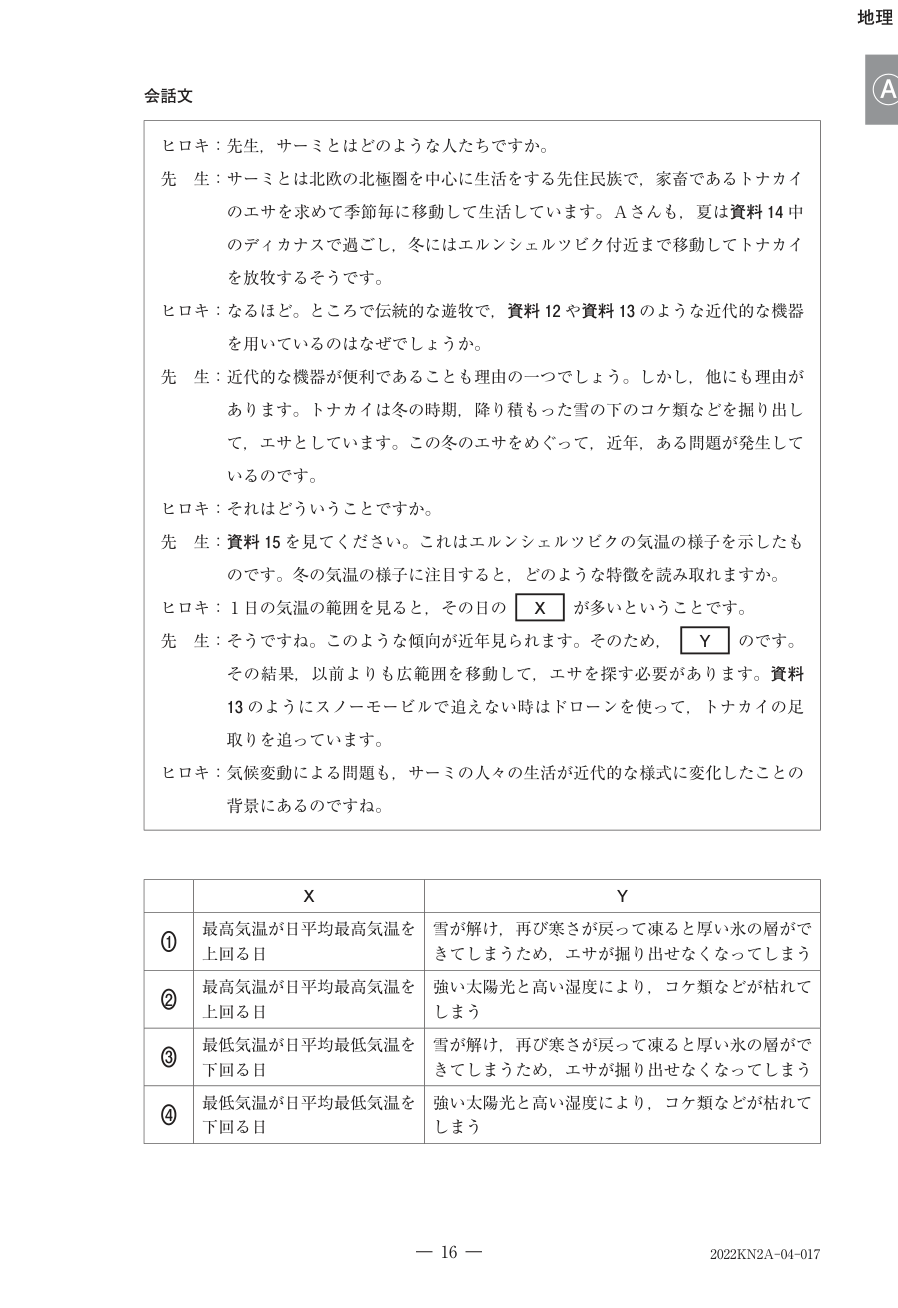 地理
Ⓐ
会話文
ヒロキ：先生，サーミとはどのような人たちですか。
先　生：サーミとは北欧の北極圏を中心に生活をする先住民族で，家畜であるトナカイ
のエサを求めて季節毎に移動して生活しています。Ａさんも，夏は資料 14 中
のディカナスで過ごし，冬にはエルンシェルツビク付近まで移動してトナカイ
を放牧するそうです。
ヒロキ：なるほど。ところで伝統的な遊牧で，資料 12 や資料 13 のような近代的な機器
を用いているのはなぜでしょうか。
先　生：近代的な機器が便利であることも理由の一つでしょう。しかし，他にも理由が
あります。トナカイは冬の時期，降り積もった雪の下のコケ類などを掘り出し
て，エサとしています。この冬のエサをめぐって，近年，ある問題が発生して
いるのです。
ヒロキ：それはどういうことですか。
先　生：資料 15 を見てください。これはエルンシェルツビクの気温の様子を示したも
のです。冬の気温の様子に注目すると，どのような特徴を読み取れますか。
ヒロキ：１日の気温の範囲を見ると，その日の X が多いということです。
先　生：そうですね。このような傾向が近年見られます。そのため， Y のです。
その結果，以前よりも広範囲を移動して，エサを探す必要があります。資料
13 のようにスノーモービルで追えない時はドローンを使って，トナカイの足
取りを追っています。
ヒロキ：気候変動による問題も，サーミの人々の生活が近代的な様式に変化したことの
背景にあるのですね。
X Y
① 最高気温が日平均最高気温を 雪が解け，再び寒さが戻って凍ると厚い氷の層がで
上回る日 きてしまうため，エサが掘り出せなくなってしまう
② 最高気温が日平均最高気温を 強い太陽光と高い湿度により，コケ類などが枯れて
上回る日 しまう
③ 最低気温が日平均最低気温を 雪が解け，再び寒さが戻って凍ると厚い氷の層がで
下回る日 きてしまうため，エサが掘り出せなくなってしまう
④ 最低気温が日平均最低気温を 強い太陽光と高い湿度により，コケ類などが枯れて
下回る日 しまう
― 16 ―
2022KN2A-04-017